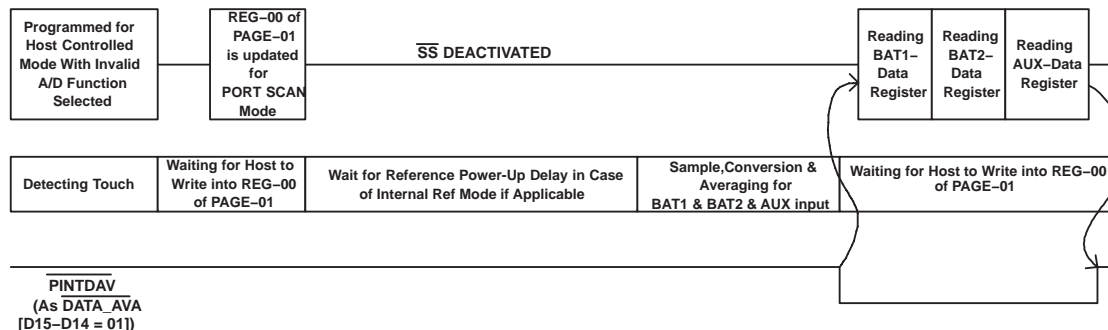 Programmed for
Host Controlled
Mode With Invalid
A/D Function
Selected
REG–00 of
PAGE–01
is updated
for
PORT SCAN
Mode
SS DEACTIVATED
Reading
BAT1–
Data
Register
Reading
BAT2–
Data
Register
Reading
AUX–Data
Register
Detecting Touch
Waiting for Host to
Write into REG–00
of PAGE–01
Wait for Reference Power-Up Delay in Case
of Internal Ref Mode if Applicable
Sample,Conversion &
Averaging for
BAT1 & BAT2 & AUX input
Waiting for Host to Write into REG–00
of PAGE–01
PINTDAV
(As DATA_AVA
[D15–D14 = 01])